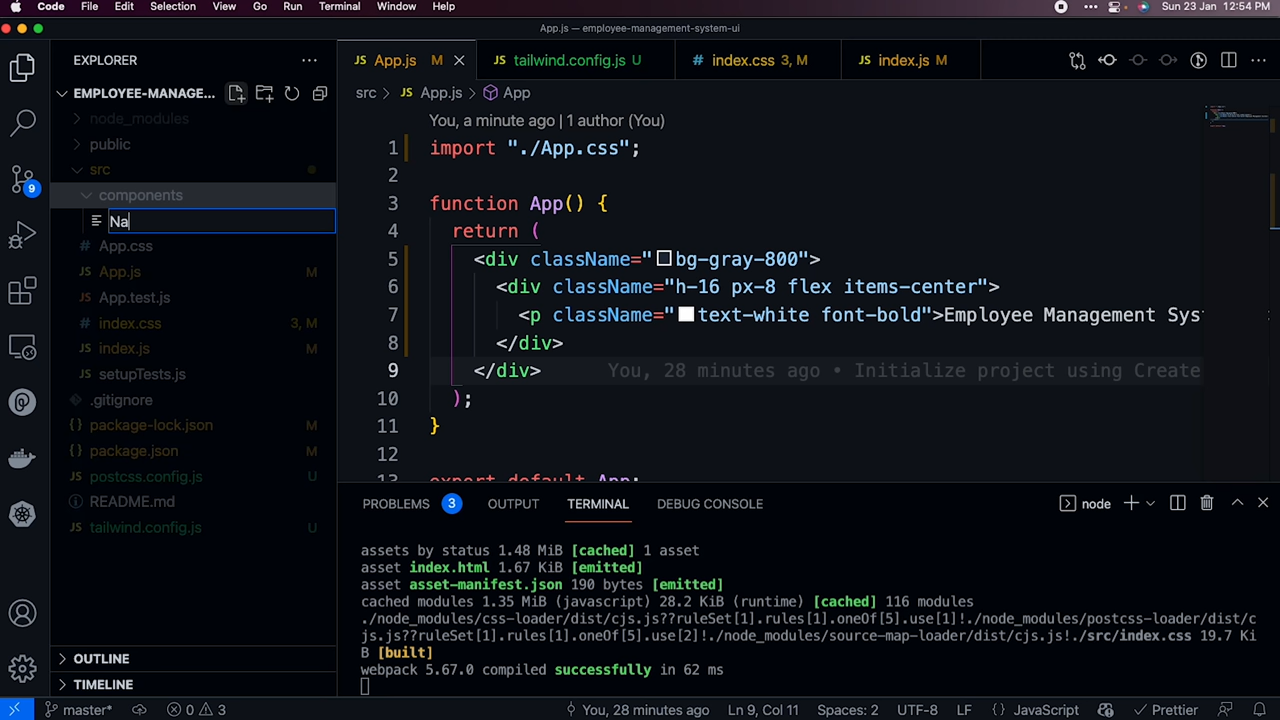 Code File Edit Selection View Go Run Terminal Window Help Sun 23 Jan 12:54 PM
App.js — employee-management-system-ui
EXPLORER
EMPLOYEE-MANAGE...
node_modules
public
src
components
Na
App.css
App.js M
App.test.js
index.css 3, M
index.js M
setupTests.js
.gitignore
package-lock.json M
package.json M
postcss.config.js U
README.md
tailwind.config.js U
OUTLINE
TIMELINE
9
JS App.js M
JS tailwind.config.js U
# index.css 3, M
JS index.js M
src > JS App.js > App
You, a minute ago | 1 author (You)
1 import "./App.css";
2
3 function App() {
4 return (
5 <div className="bg-gray-800">
6 <div className="h-16 px-8 flex items-center">
7 <p className="text-white font-bold">Employee Management Sys
8 </div>
9 </div> You, 28 minutes ago • Initialize project using Create
10 );
11 }
12
13 export default App;
PROBLEMS 3 OUTPUT TERMINAL DEBUG CONSOLE node
assets by status 1.48 MiB [cached] 1 asset
asset index.html 1.67 KiB [emitted]
asset asset-manifest.json 190 bytes [emitted]
cached modules 1.35 MiB (javascript) 28.2 KiB (runtime) [cached] 116 modules
./node_modules/css-loader/dist/cjs.js??ruleSet[1].rules[1].oneOf[5].use[1]!./node_modules/postcss-loader/dist/c
js.js??ruleSet[1].rules[1].oneOf[5].use[2]!./node_modules/source-map-loader/dist/cjs.js!./src/index.css 19.7 Ki
B [built]
webpack 5.67.0 compiled successfully in 62 ms
master* 0 3 You, 28 minutes ago Ln 9, Col 11 Spaces: 2 UTF-8 LF {} JavaScript Prettier